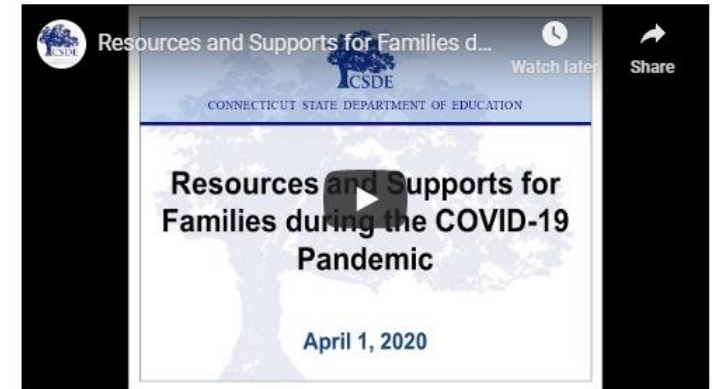 CSDE
Resources and Supports for Families d...
Watch later
Share
CSDE
CONNECTICUT STATE DEPARTMENT OF EDUCATION
Resources and Supports for
Families during the COVID-19
Pandemic
April 1, 2020